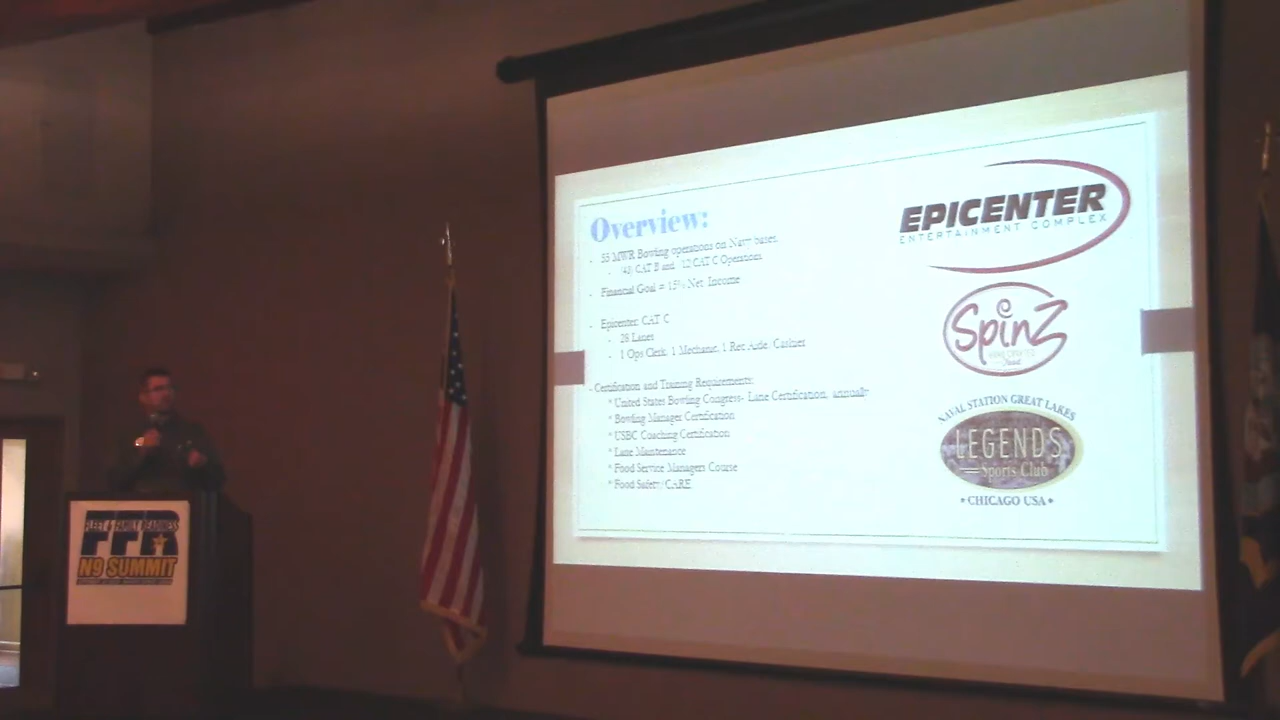 Overview:
- 55 MWR Bowling operations on Navy bases
- (43) CAT B and 12 CAT C Operations
- Financial Goal = 15% Net Income
- Epicenter: CAT C
- 28 Lanes
- 1 Ops Clerk, 1 Mechanic, 1 Rec Aide, Cashier
- Certification and Training Requirements:
* United States Bowling Congress- Lane Certification, annually
* Bowling Manager Certification
* USBC Coaching Certification
* Lane Maintenance
* Food Service Managers Course
* Food Safety/CARE
EPICENTER
ENTERTAINMENT COMPLEX
SpinZ
Food
NAVAL STATION GREAT LAKES
LEGENDS
Sports Club
* CHICAGO USA *
FLEET & FAMILY READINESS
FFR
N9 SUMMIT